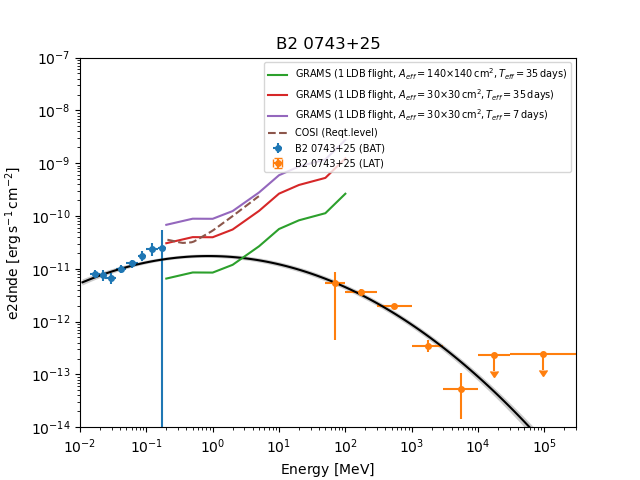 B2 0743+25
GRAMS (1 LDB flight, A_eff = 140×140 cm², T_eff = 35 days)
GRAMS (1 LDB flight, A_eff = 30×30 cm², T_eff = 35 days)
GRAMS (1 LDB flight, A_eff = 30×30 cm², T_eff = 7 days)
COSI (Reqt.level)
B2 0743+25 (BAT)
B2 0743+25 (LAT)
e2dnde [erg s⁻¹ cm⁻²]
10⁻⁷
10⁻⁸
10⁻⁹
10⁻¹⁰
10⁻¹¹
10⁻¹²
10⁻¹³
10⁻¹⁴
10⁻² 10⁻¹ 10⁰ 10¹ 10² 10³ 10⁴ 10⁵
Energy [MeV]